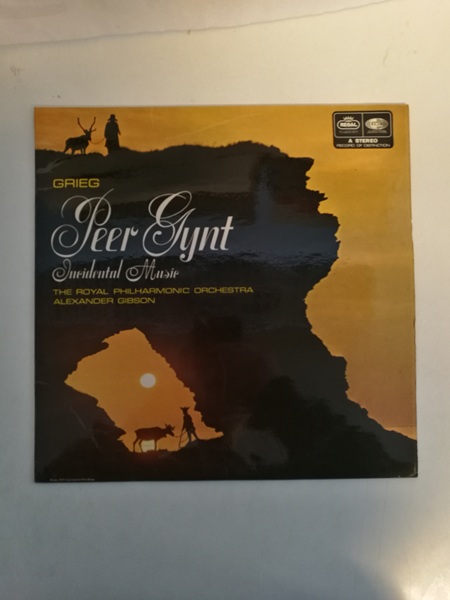 REGAL
A STEREO
RECORD OF DISTINCTION
GRIEG
Peer Gynt
Incidental Music
THE ROYAL PHILHARMONIC ORCHESTRA
ALEXANDER GIBSON